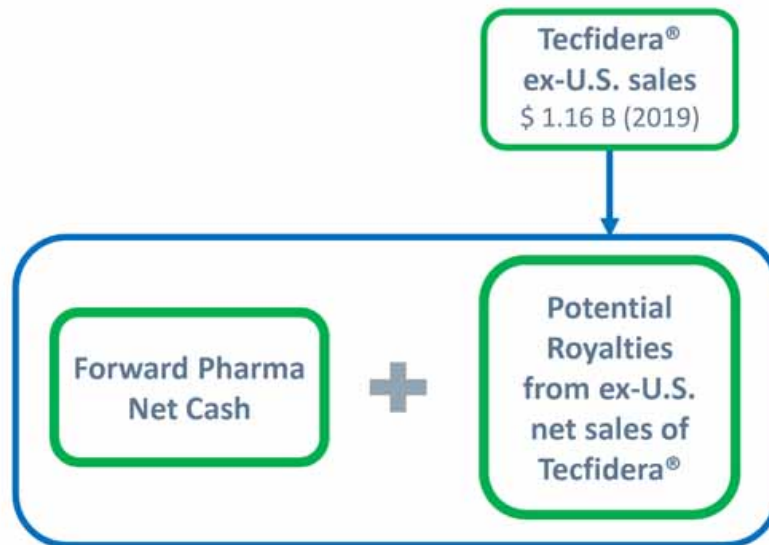 Tecfidera®
ex-U.S. sales
$ 1.16 B (2019)
Forward Pharma
Net Cash
Potential
Royalties
from ex-U.S.
net sales of
Tecfidera®